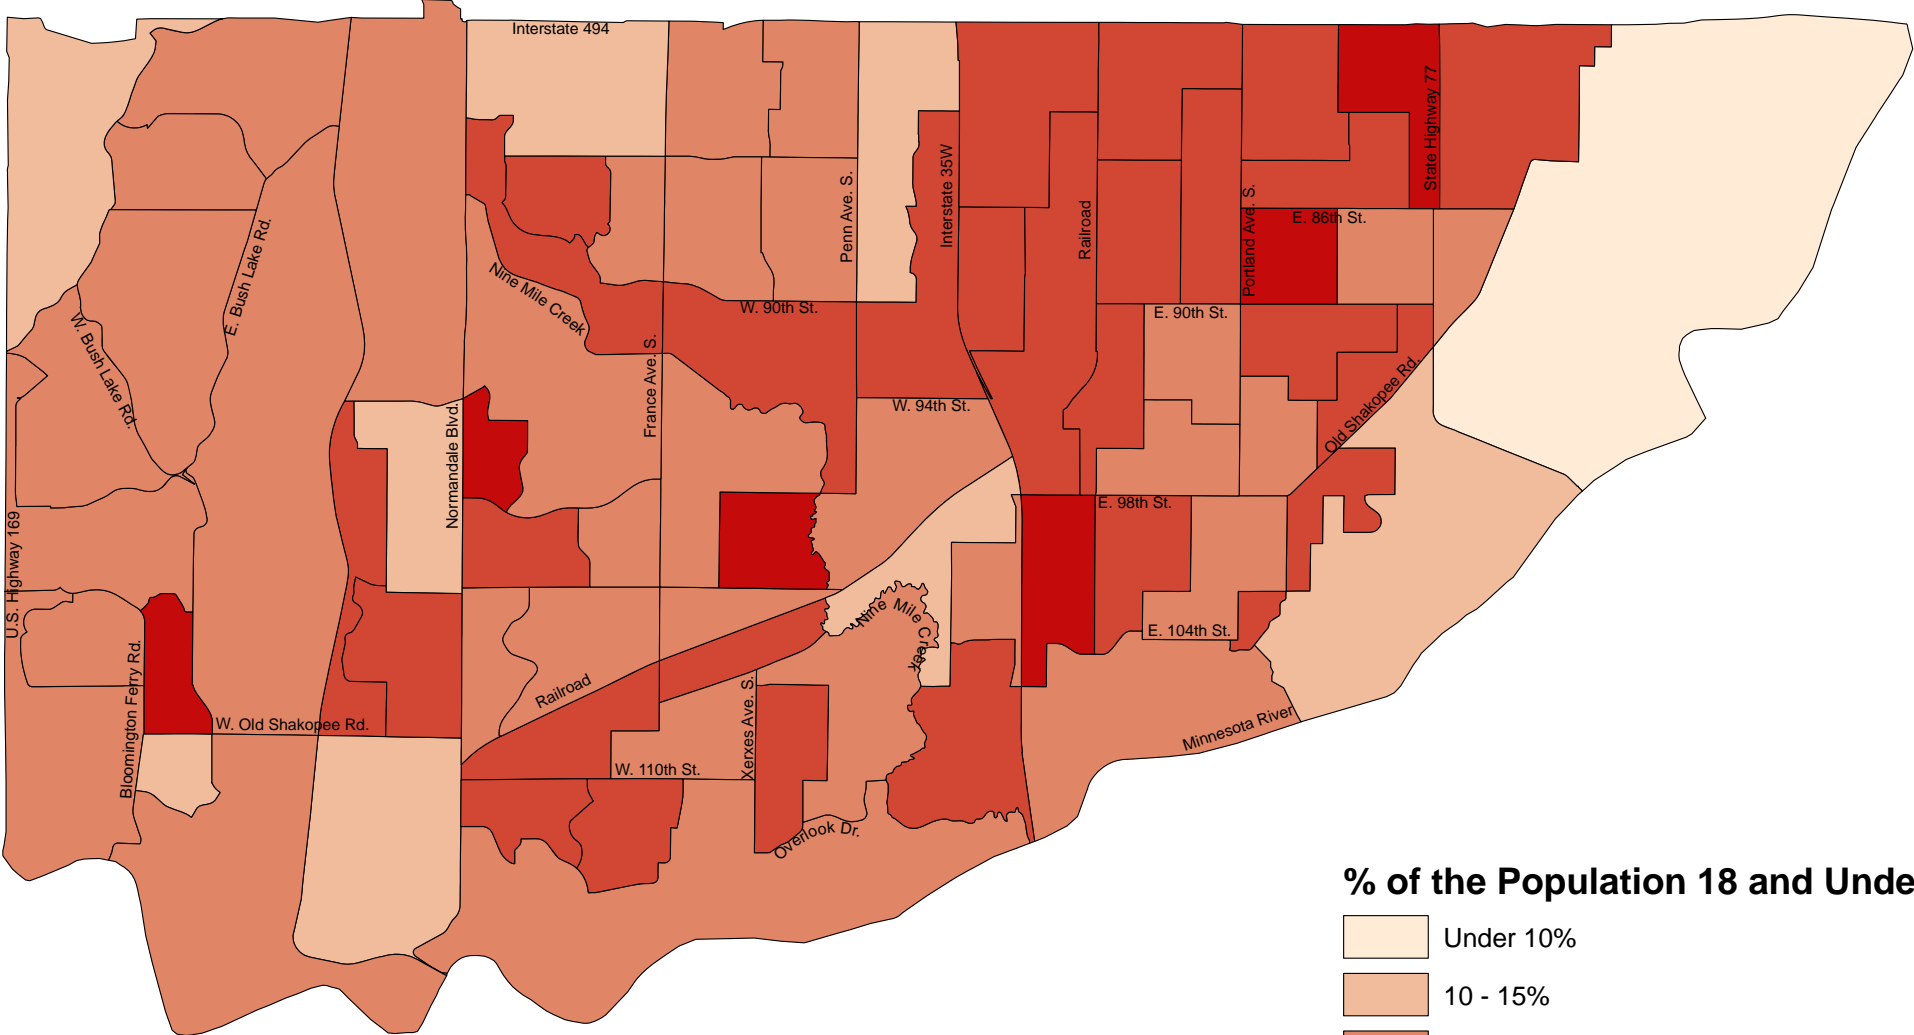 Interstate 494
State Highway 77
Penn Ave. S.
Interstate 35W
Railroad
Portland Ave. S.
E. 86th St.
E. Bush Lake Rd.
Nine Mile Creek
W. 90th St.
E. 90th St.
W. Bush Lake Rd.
France Ave. S.
Old Shakopee Rd.
W. 94th St.
Normandale Blvd.
E. 98th St.
U.S. Highway 169
Nine Mile Creek
E. 104th St.
Bloomington Ferry Rd.
Railroad
W. Old Shakopee Rd.
Xerxes Ave. S.
Minnesota River
W. 110th St.
Overlook Dr.
% of the Population 18 and Unde
Under 10%
10 - 15%